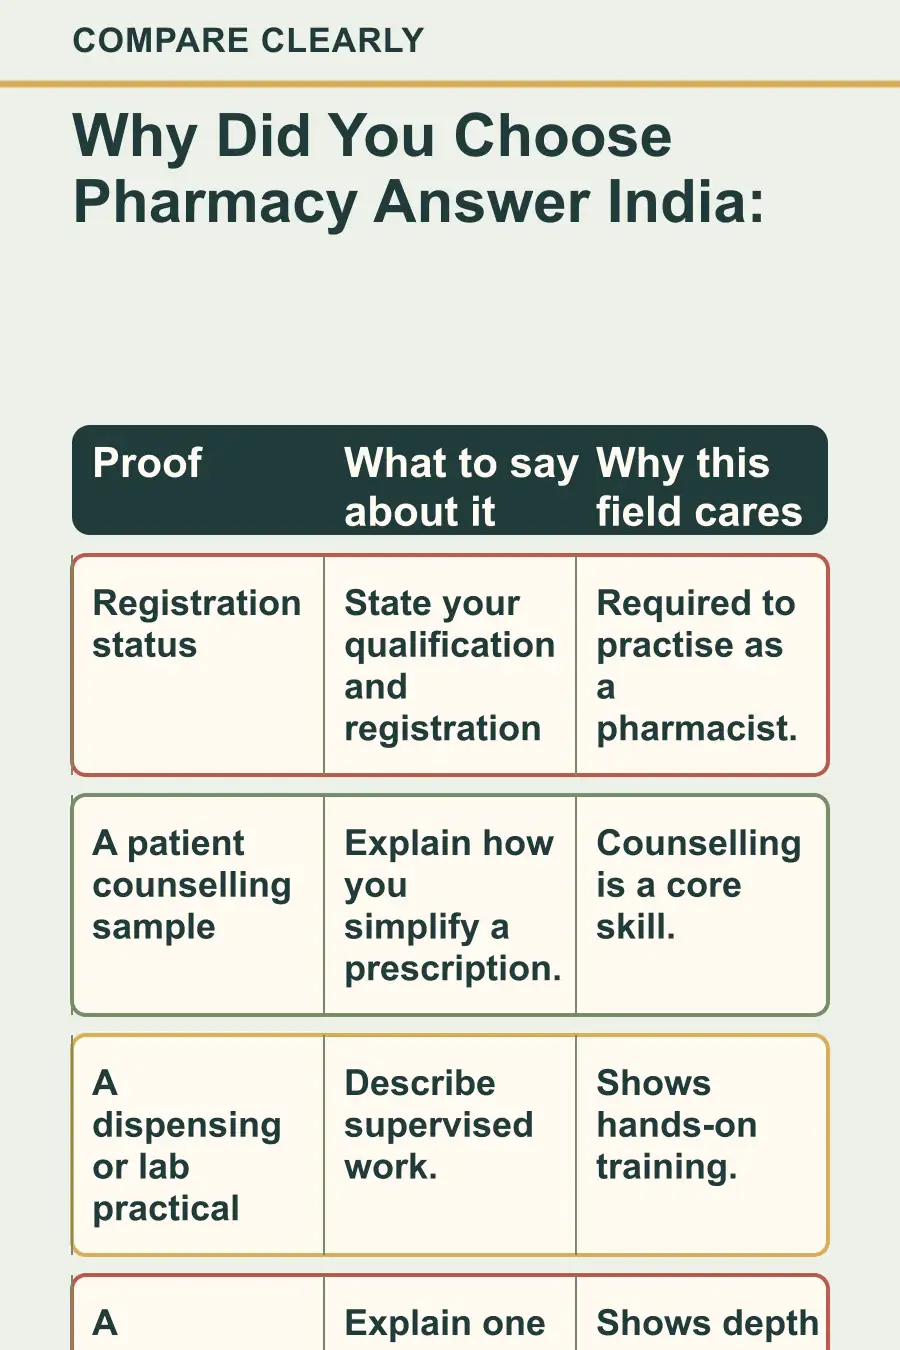 COMPARE CLEARLY
Why Did You Choose
Pharmacy Answer India:
Proof
What to say
about it
Why this
field cares
Registration
status
State your
qualification
and
registration
Required to
practise as
a
pharmacist.
A patient
counselling
sample
Explain how
you
simplify a
prescription.
Counselling
is a core
skill.
A
dispensing
or lab
practical
Describe
supervised
work.
Shows
hands-on
training.
A
Explain one
Shows depth